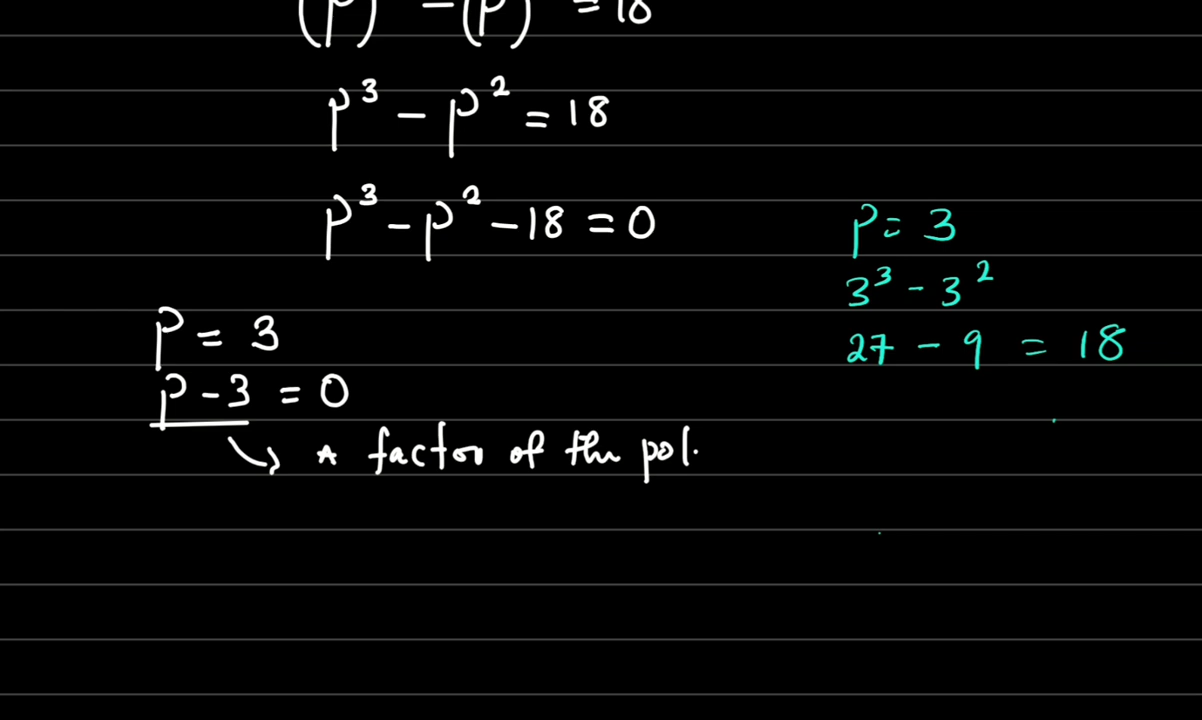 (p) - (p) = 18
p³ - p² = 18
p³ - p² - 18 = 0
p = 3
3³ - 3²
27 - 9 = 18
p = 3
p - 3 = 0
A factor of the pol.